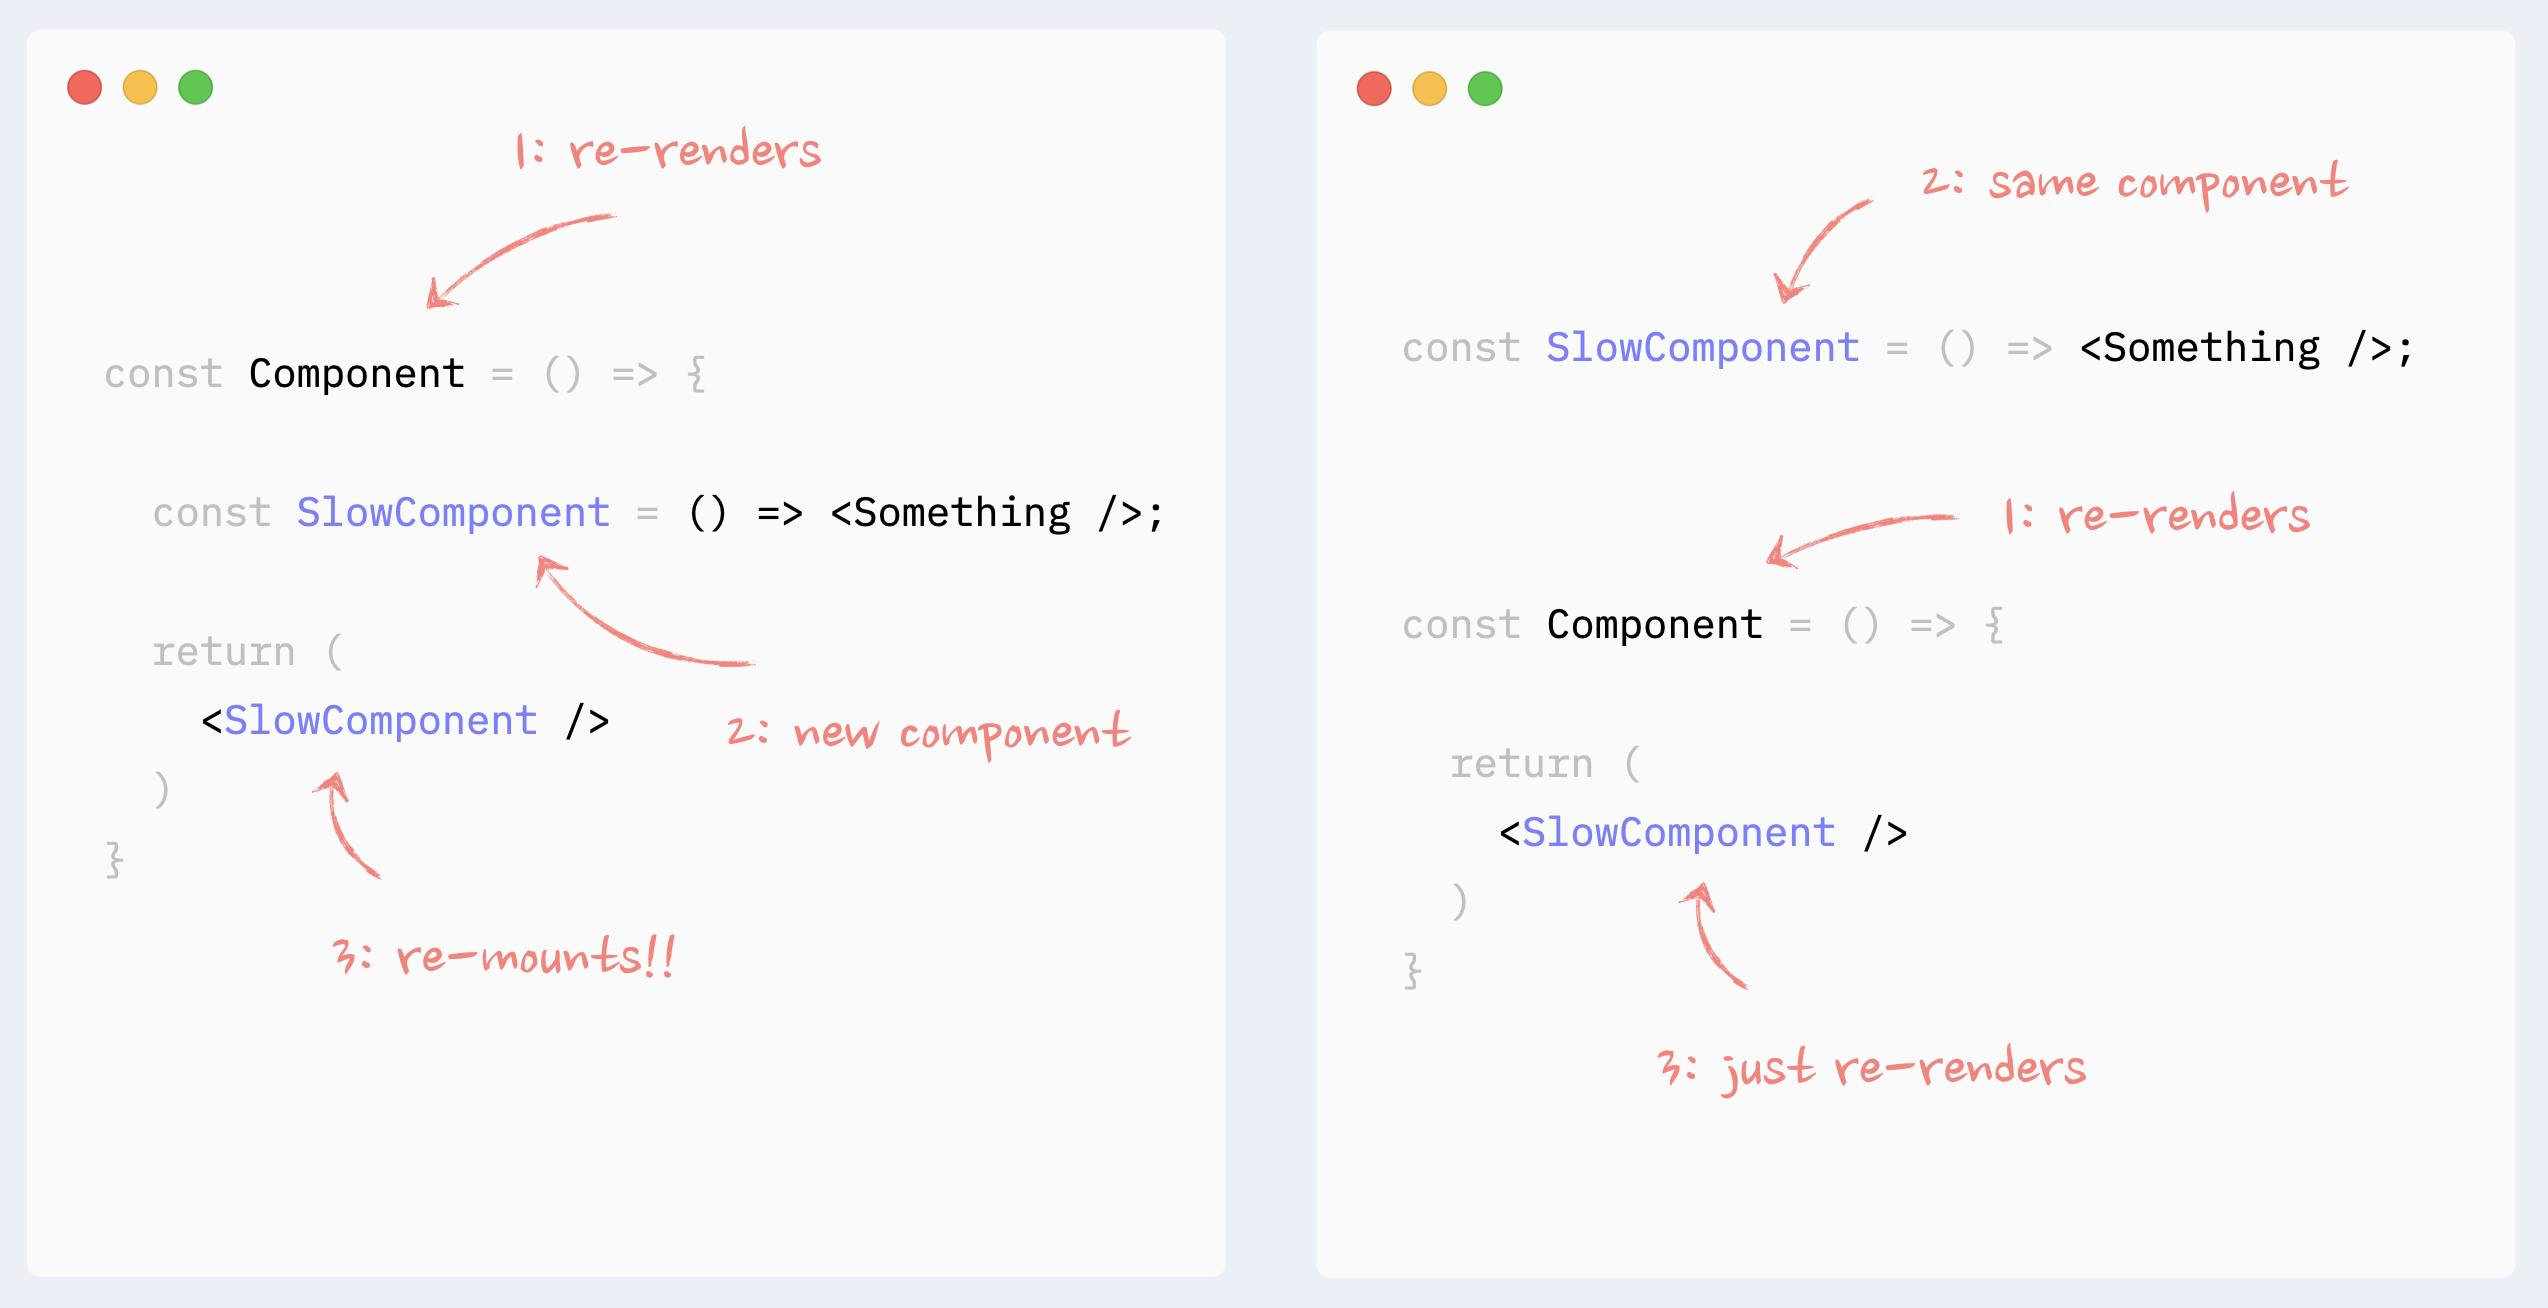 1: re-renders
const Component = () => {
const SlowComponent = () => <Something />;
return (
<SlowComponent />
2: new component
)
}
3: re-mounts!!
2: same component
const SlowComponent = () => <Something />;
1: re-renders
const Component = () => {
return (
<SlowComponent />
)
}
3: just re-renders